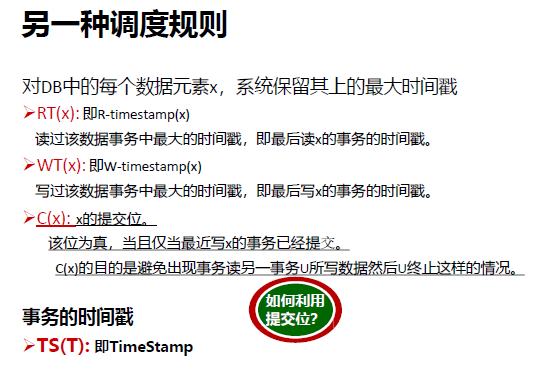 另一种调度规则
对DB中的每个数据元素x，系统保留其上的最大时间戳
➢RT(x): 即R-timestamp(x)
读过该数据事务中最大的时间戳，即最后读x的事务的时间戳。
➢WT(x): 即W-timestamp(x)
写过该数据事务中最大的时间戳，即最后写x的事务的时间戳。
➢C(x): x的提交位。
该位为真，当且仅当最近写x的事务已经提交。
C(x)的目的是避免出现事务读另一事务U所写数据然后U终止这样的情况。
如何利用
提交位?
事务的时间戳
➢TS(T): 即TimeStamp